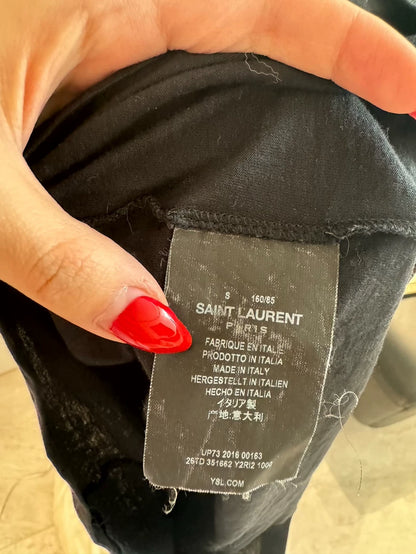 S 160/85
SAINT LAURENT
PARIS
FABRIQUE EN ITALIE
PRODOTTO IN ITALIA
MADE IN ITALY
HERGESTELLT IN ITALIEN
HECHO EN ITALIA
イタリア製
产地:意大利
UP73 2016 00163
26TD 351662 Y2RI2 1000
YSL.COM